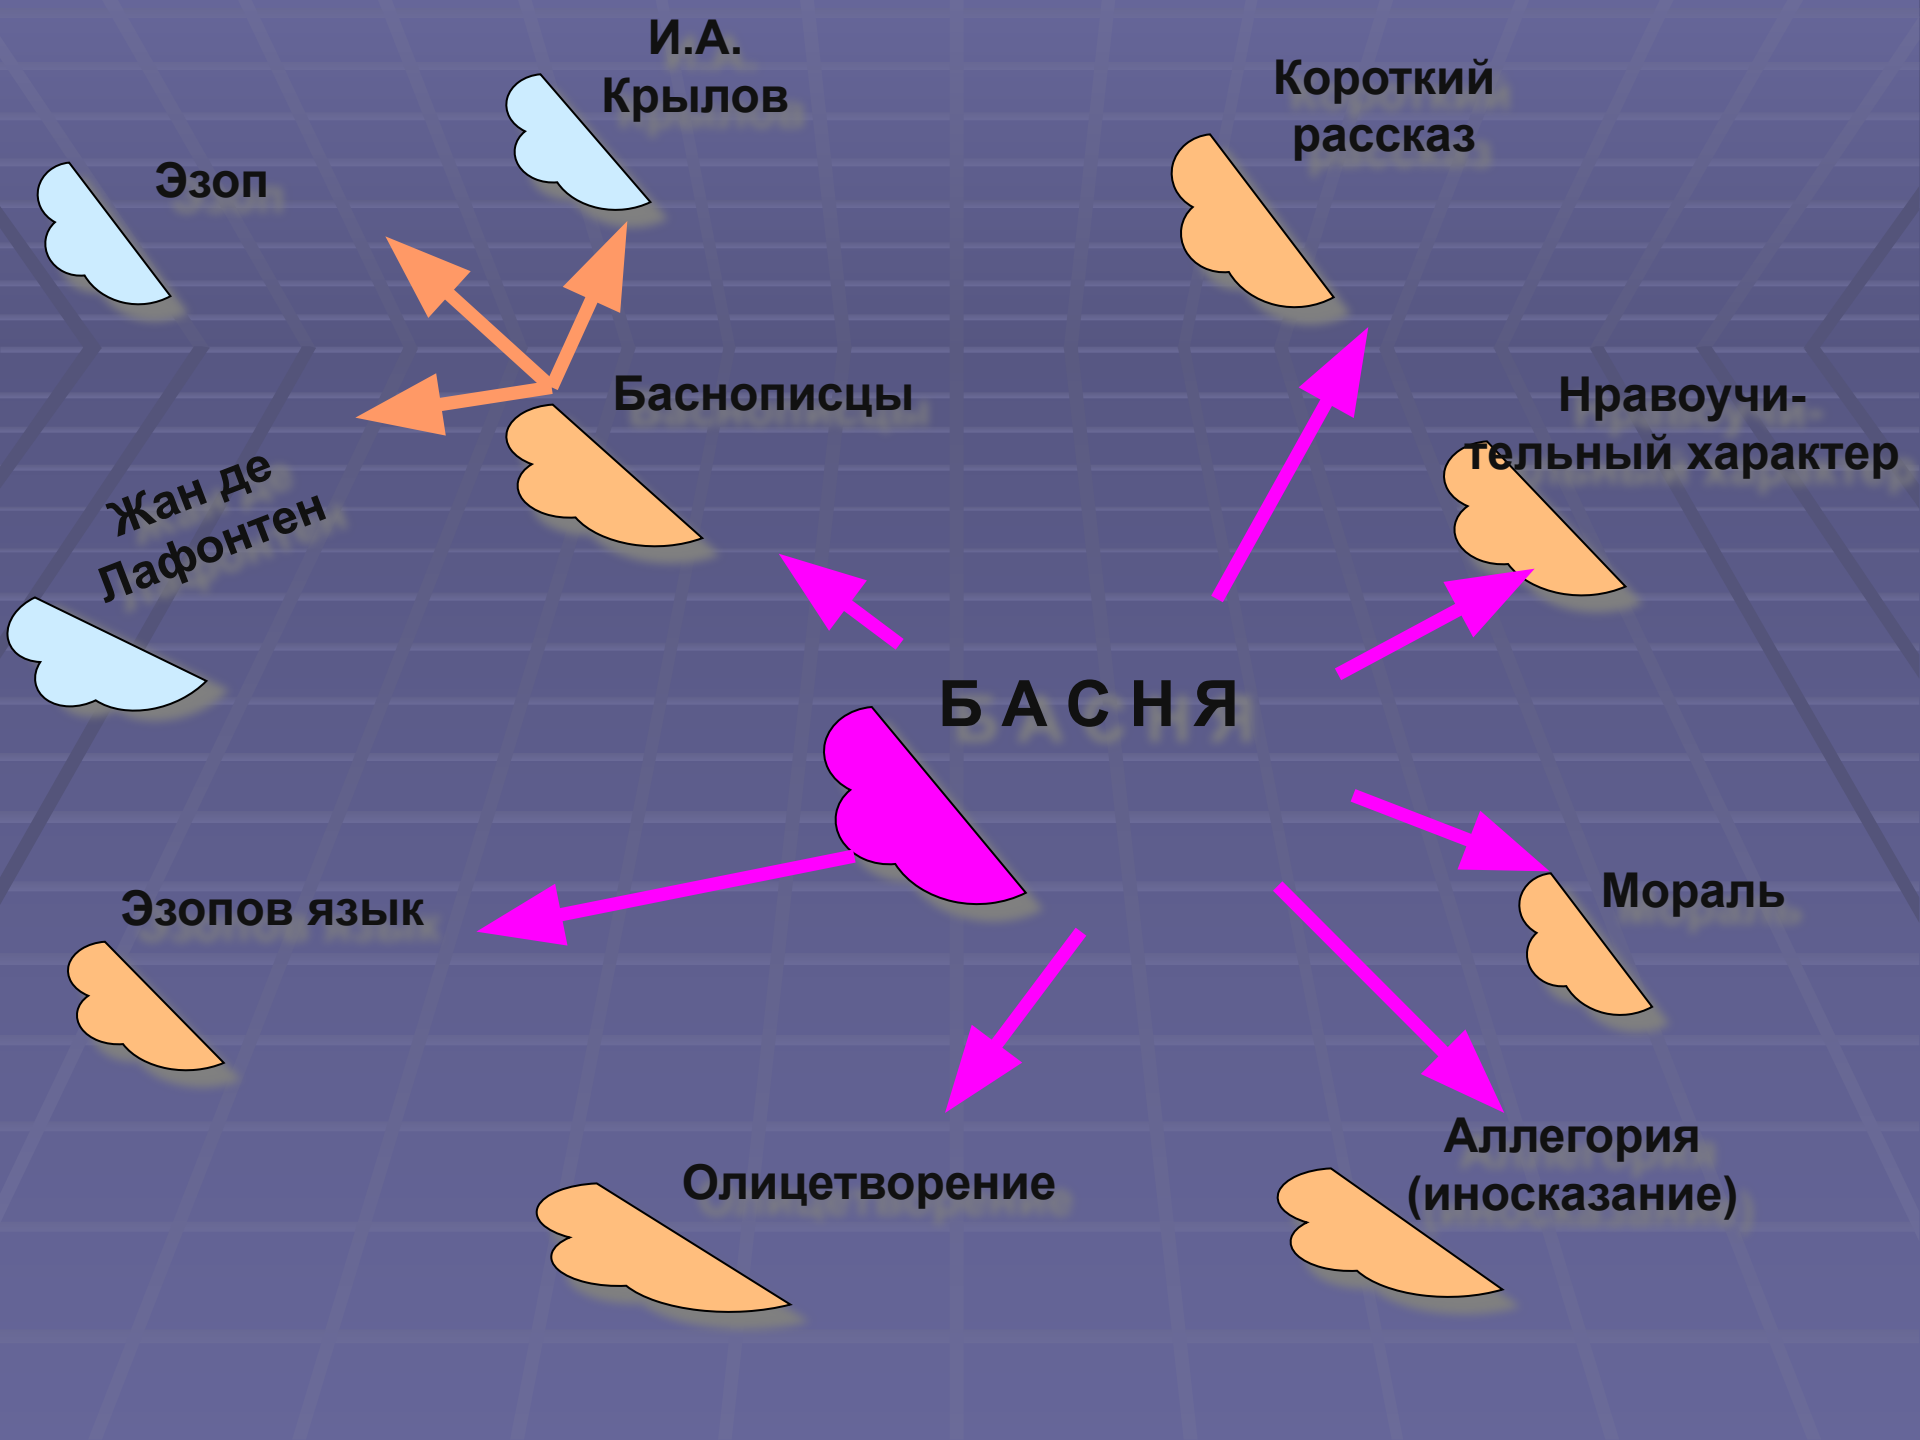 И.А.
Крылов
Короткий
рассказ
Эзоп
Баснописцы
Нравоучи-
тельный характер
Жан де
Лафонтен
Б А С Н Я
Эзопов язык
Мораль
Олицетворение
Аллегория
(иносказание)